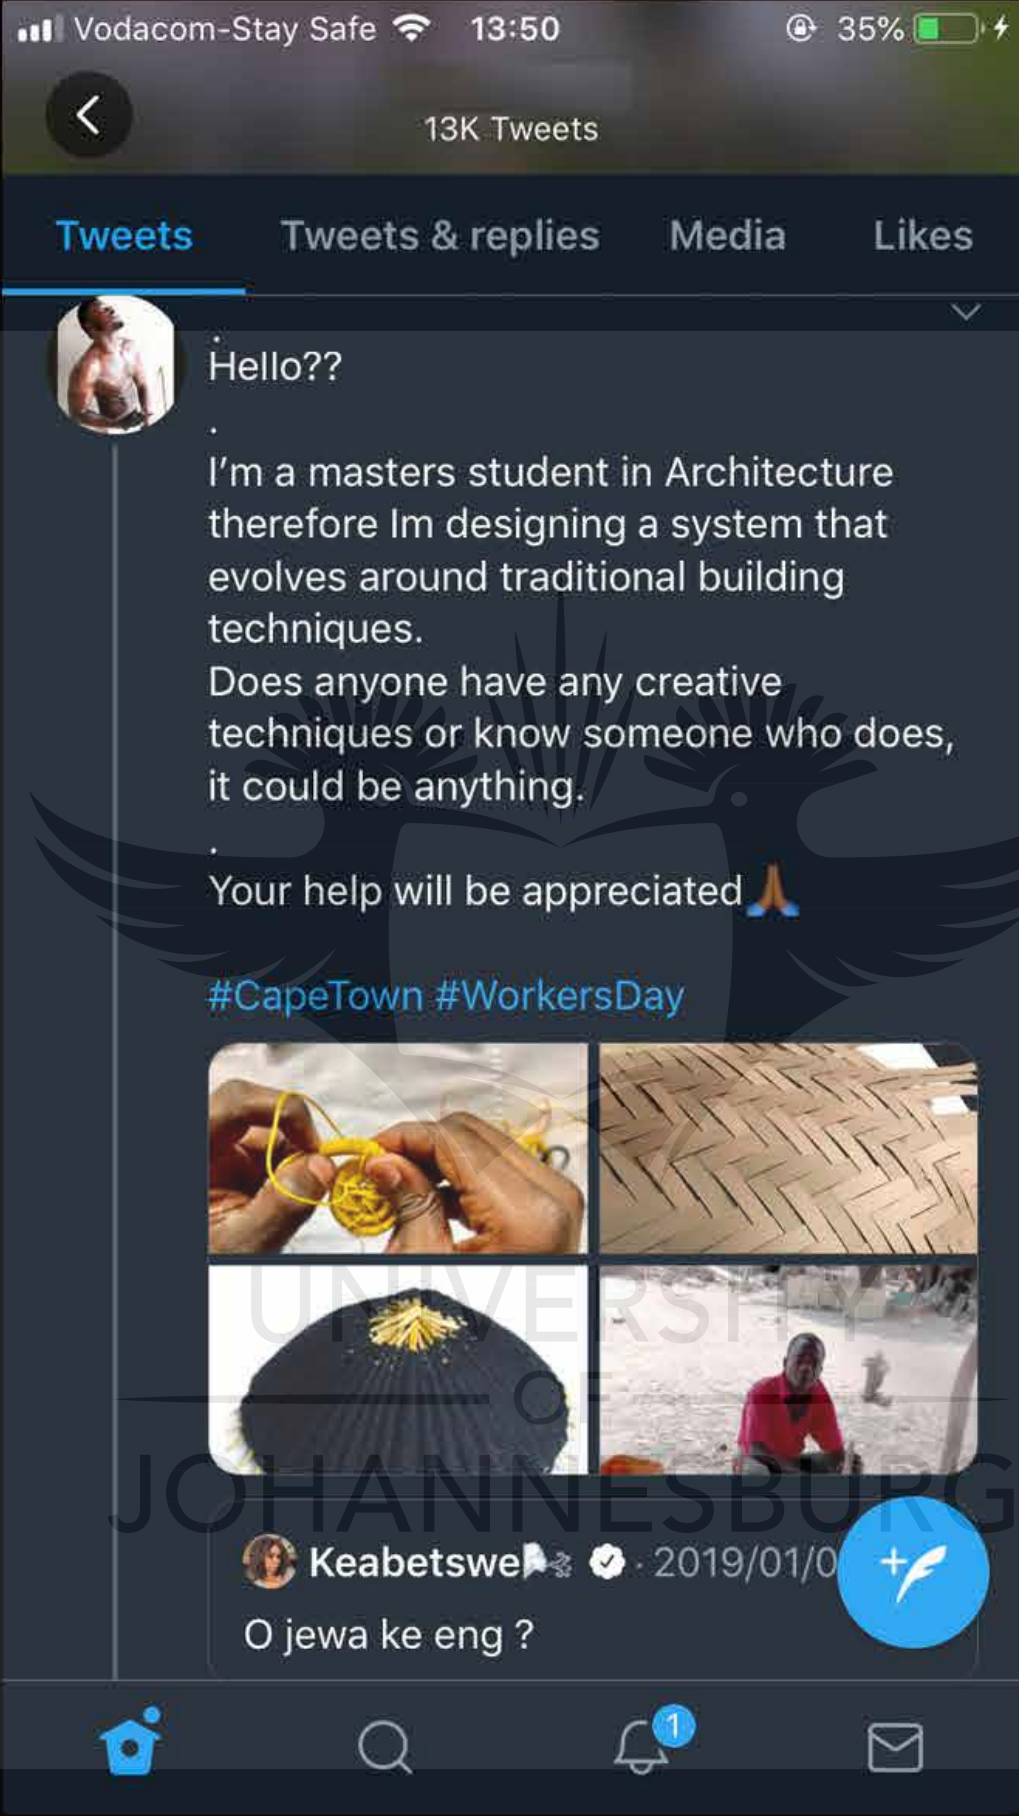 Vodacom-Stay Safe 13:50 35%
13K Tweets
Tweets Tweets & replies Media Likes
.
Hello??
.
I'm a masters student in Architecture
therefore Im designing a system that
evolves around traditional building
techniques.
Does anyone have any creative
techniques or know someone who does,
it could be anything.
.
Your help will be appreciated🙏🏾
#CapeTown #WorkersDay
UNIVERSITY
OF
JOHANNESBURG
Keabetswe · 2019/01/0
O jewa ke eng ?
1